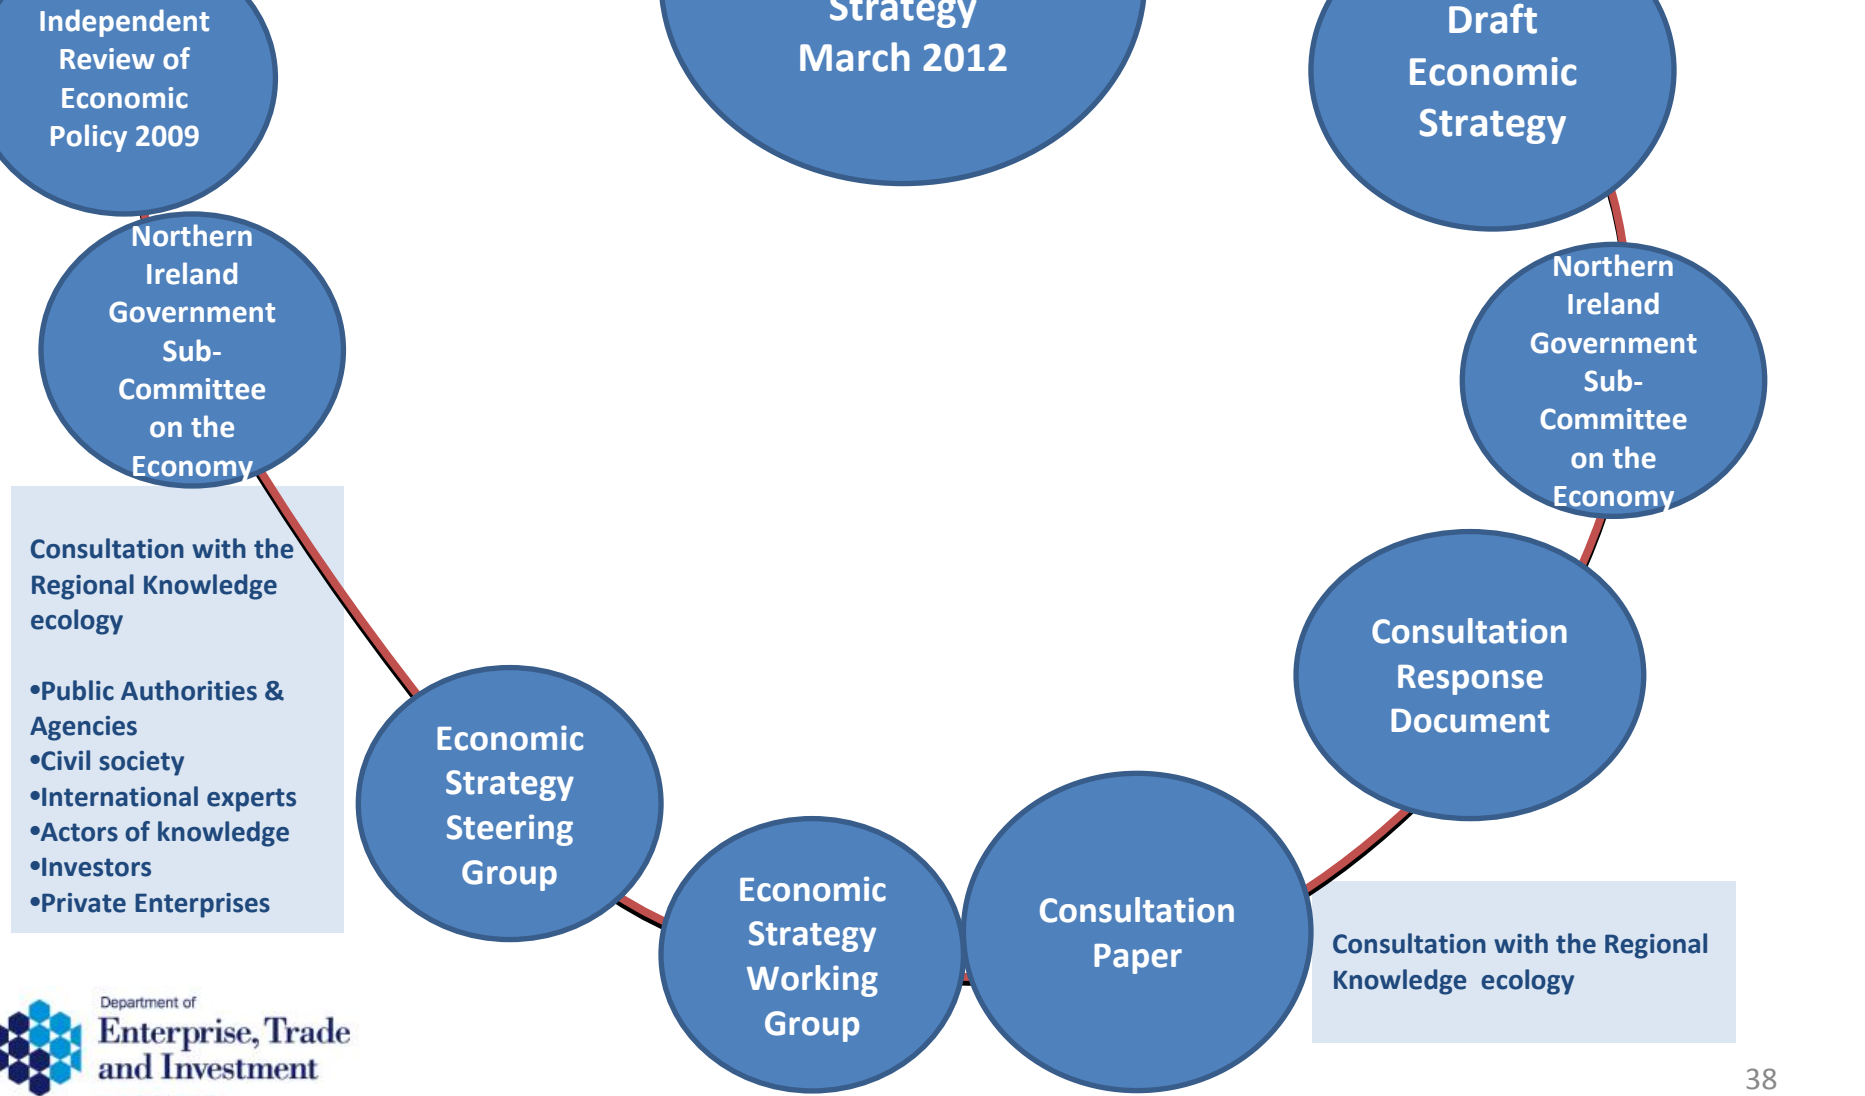 Independent
Review of
Economic
Policy 2009
Strategy
March 2012
Draft
Economic
Strategy
Northern
Ireland
Government
Sub-
Committee
on the
Economy
Northern
Ireland
Government
Sub-
Committee
on the
Economy
Consultation with the
Regional Knowledge
ecology
•Public Authorities &
Agencies
•Civil society
•International experts
•Actors of knowledge
•Investors
•Private Enterprises
Economic
Strategy
Steering
Group
Economic
Strategy
Working
Group
Consultation
Paper
Consultation
Response
Document
Consultation with the Regional
Knowledge  ecology
Department of
Enterprise, Trade
and Investment
38